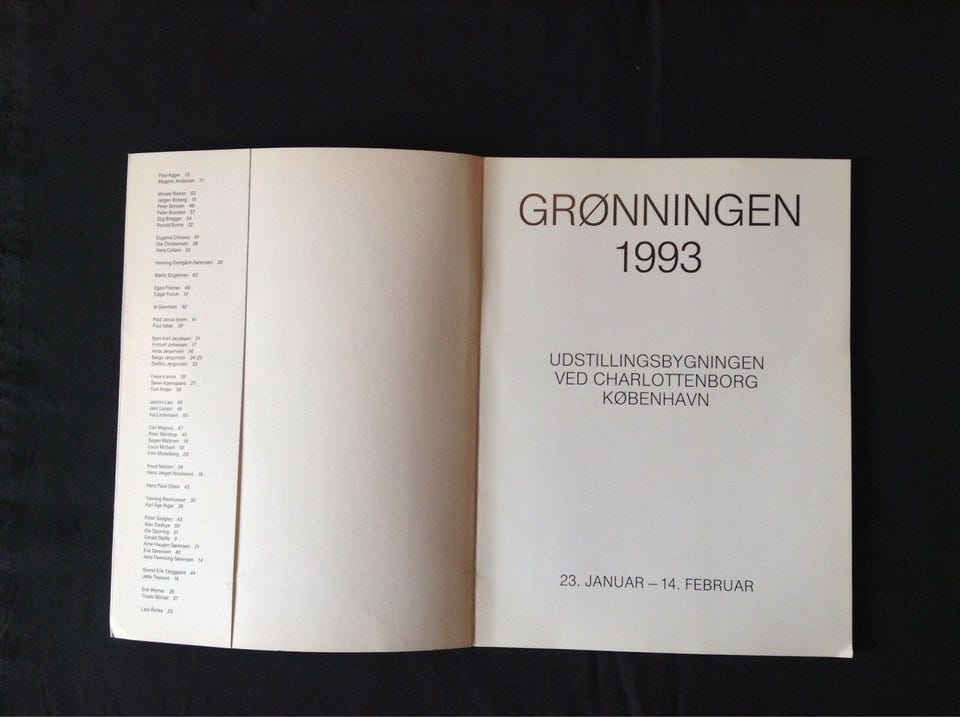 Poul Agger 15
Mogens Andersen 11
Merete Barker 53
Jørgen Boberg 10
Peter Bonnén 48
Peter Brandes 57
Stig Brøgger 54
Ronald Burns 22
Eugenio Chicano 61
Ole Christensen 38
Vera Collaro 52
Henning Damgård-Sørensen 20
Martin Engelman 63
Egon Fischer 49
Edgar Funch 12
Ib Geertsen 32
Poul Janus Ipsen 41
Poul Isbak 39
Bent Karl Jacobsen 31
Frithioff Johansen 17
Anita Jørgensen 56
Børge Jørgensen 24-25
Steffen Jørgensen 33
Frans Kannik 35
Søren Kjærsgaard 27
Tom Krøjer 58
Jacinto Lara 60
Jørn Larsen 46
Kai Lindemann 50
Carl Magnus 47
Peter Mandrup 45
Seppo Mattinen 19
Louis Michael 10
Finn Mickelborg 29
Knud Nielsen 34
Hans Jørgen Nicolaisen 18
Hans Pauli Olsen 42
Tonning Rasmussen 30
Karl Åge Riget 28
Peter Sedgley 43
Alev Siesbye 55
Ole Sporring 51
Gerald Steffe 9
Arne Haugen Sørensen 21
Eva Sørensen 40
Jens Flemming Sørensen 14
Svend Erik Tanggaard 44
Jette Thyssen 16
Erik Werner 26
Troels Wörsel 37
Lars Åkirke 23
GRØNNINGEN
1993
UDSTILLINGSBYGNINGEN
VED CHARLOTTENBORG
KØBENHAVN
23. JANUAR – 14. FEBRUAR